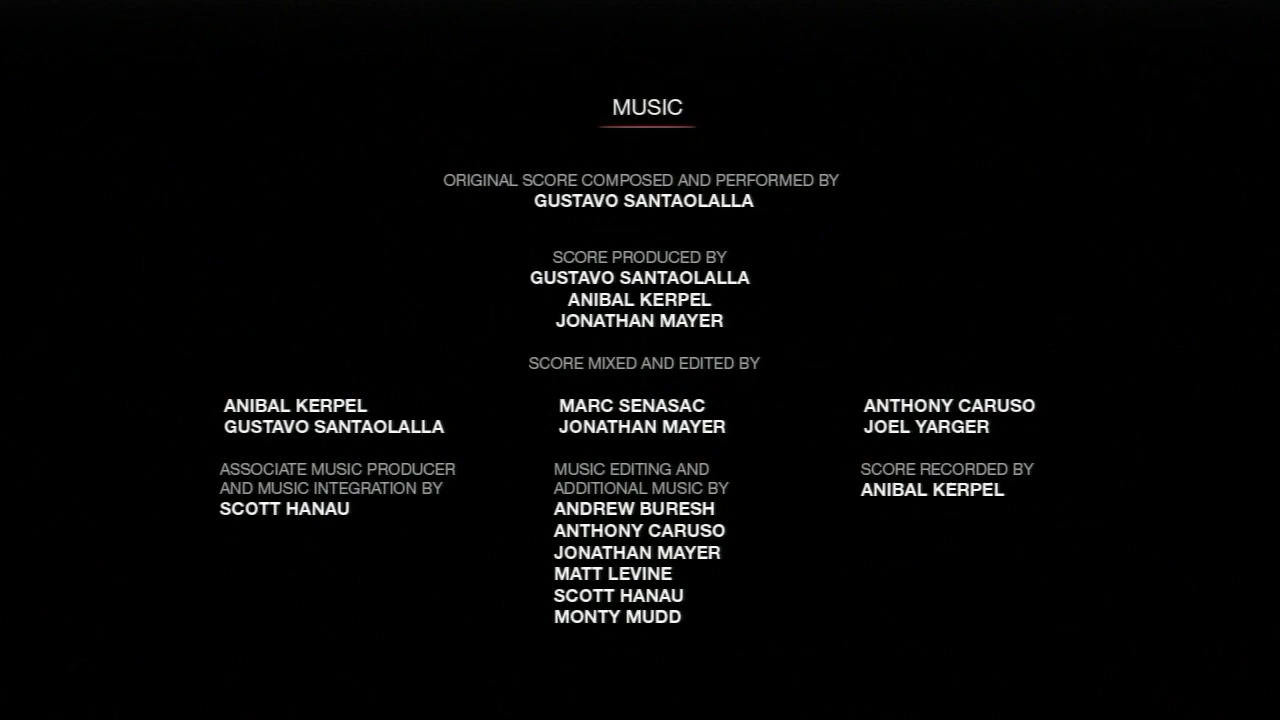 MUSIC
ORIGINAL SCORE COMPOSED AND PERFORMED BY
GUSTAVO SANTAOLALLA
SCORE PRODUCED BY
GUSTAVO SANTAOLALLA
ANIBAL KERPEL
JONATHAN MAYER
SCORE MIXED AND EDITED BY
ANIBAL KERPEL
GUSTAVO SANTAOLALLA
MARC SENASAC
JONATHAN MAYER
ANTHONY CARUSO
JOEL YARGER
ASSOCIATE MUSIC PRODUCER
AND MUSIC INTEGRATION BY
SCOTT HANAU
MUSIC EDITING AND
ADDITIONAL MUSIC BY
ANDREW BURESH
ANTHONY CARUSO
JONATHAN MAYER
MATT LEVINE
SCOTT HANAU
MONTY MUDD
SCORE RECORDED BY
ANIBAL KERPEL